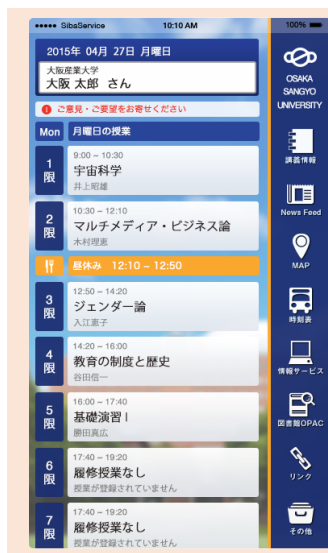 SibaService 10:10 AM 100%
2015年 04月 27日 月曜日
大阪産業大学
大阪 太郎 さん
ご意見・ご要望をお寄せください
Mon 月曜日の授業
1限
9:00 ~ 10:30
宇宙科学
井上昭雄
2限
10:30 ~ 12:10
マルチメディア・ビジネス論
木村理恵
昼休み 12:10 ~ 12:50
3限
12:50 ~ 14:20
ジェンダー論
入江恵子
4限
14:20 ~ 16:00
教育の制度と歴史
谷田信一
5限
16:00 ~ 17:40
基礎演習 I
勝田真広
6限
17:40 ~ 19:20
履修授業なし
授業が登録されていません
7限
17:40 ~ 19:20
履修授業なし
授業が登録されていません
OSAKA
SANGYO
UNIVERSITY
講義情報
News Feed
MAP
時刻表
情報サービス
図書館OPAC
リンク
その他